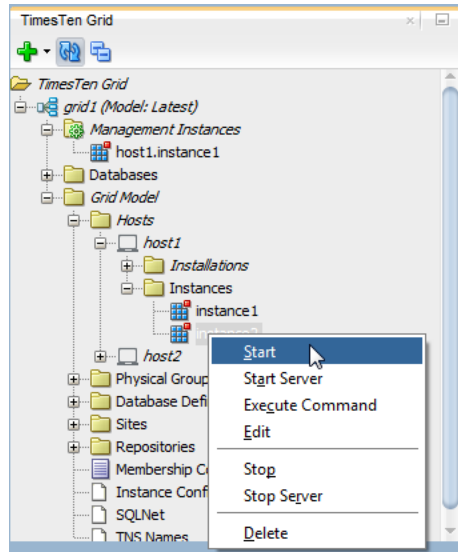 TimesTen Grid
TimesTen Grid
grid1 (Model: Latest)
Management Instances
host1.instance1
Databases
Grid Model
Hosts
host1
Installations
Instances
instance1
host2
Start
Physical Group
Start Server
Database Defi
Execute Command
Sites
Edit
Repositories
Membership Co
Stop
Instance Conf
Stop Server
SQLNet
TNS Names
Delete